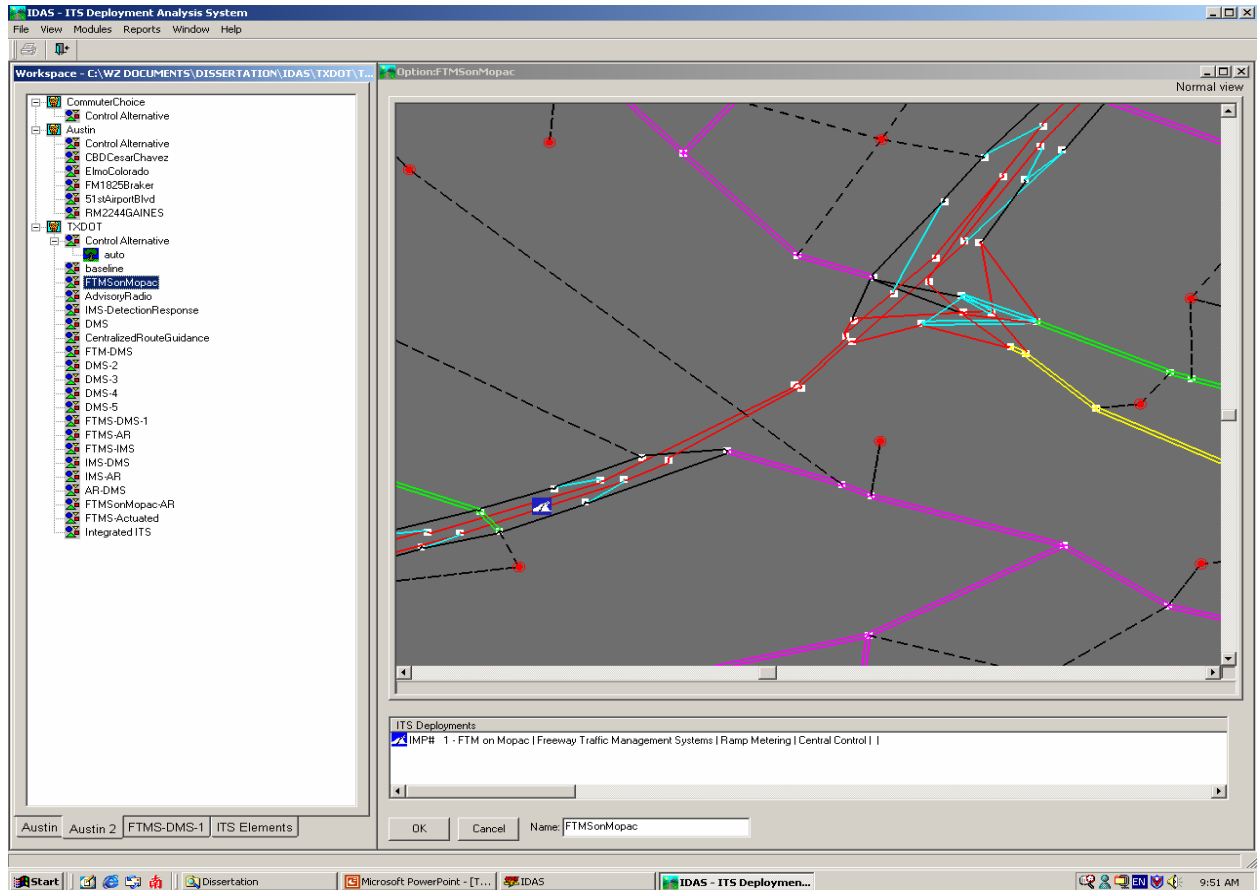 IDAS - ITS Deployment Analysis System
File View Modules Reports Window Help
Workspace - C:\WZ DOCUMENTS\DISSERTATION\IDAS\TXDOT\T...
CommuterChoice
Control Alternative
Austin
Control Alternative
CBDCesarChavez
ElmoColorado
FM1825Braker
51stAirportBlvd
RM2244GAINES
TXDOT
Control Alternative
auto
baseline
FTMSonMopac
AdvisoryRadio
IMS-DetectionResponse
DMS
CentralizedRouteGuidance
FTM-DMS
DMS-2
DMS-3
DMS-4
DMS-5
FTMS-DMS-1
FTMS-AR
FTMS-IMS
IMS-DMS
IMS-AR
AR-DMS
FTMSonMopac-AR
FTMS-Actuated
Integrated ITS
Austin Austin 2 FTMS-DMS-1 ITS Elements
Option:FTMSonMopac
Normal view
ITS Deployments
IMP# 1 - FTM on Mopac | Freeway Traffic Management Systems | Ramp Metering | Central Control | |
OK Cancel Name: FTMSonMopac
Start 南 Dissertation Microsoft PowerPoint - [T... IDAS IDAS - ITS Deploymen... EN 9:51 AM